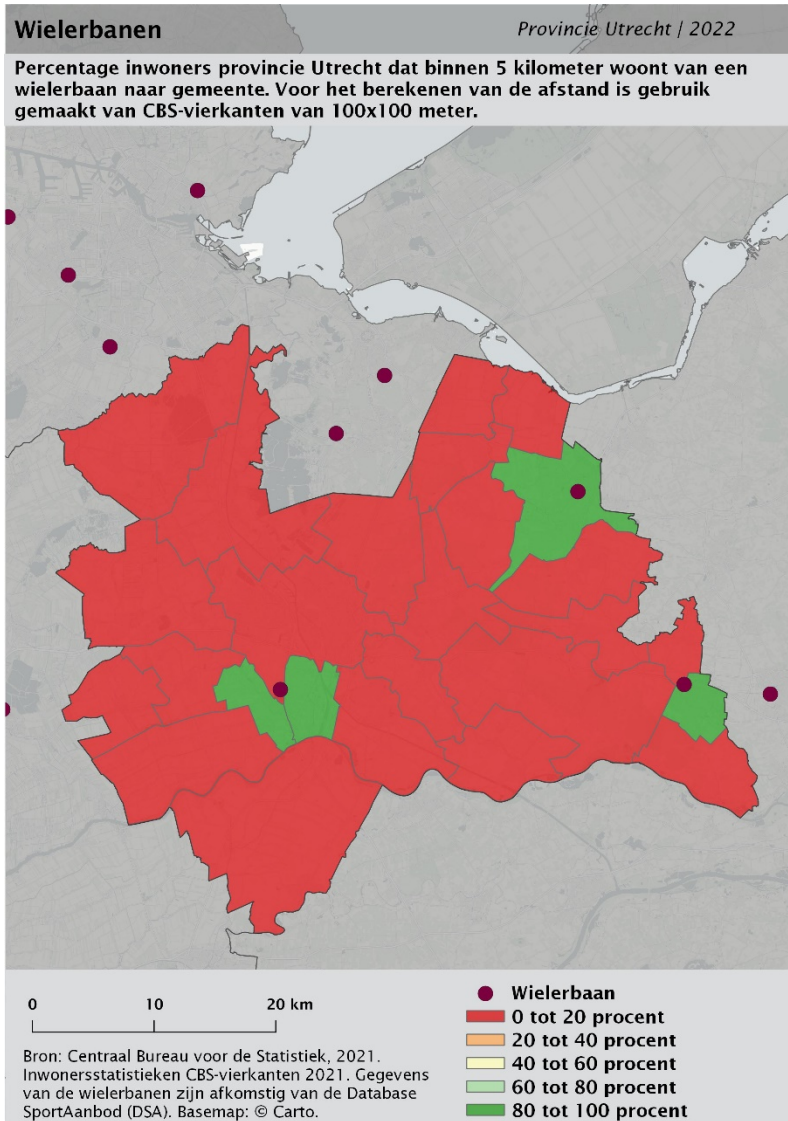 Wielerbanen
Provincie Utrecht / 2022
Percentage inwoners provincie Utrecht dat binnen 5 kilometer woont van een
wielerbaan naar gemeente. Voor het berekenen van de afstand is gebruik
gemaakt van CBS-vierkanten van 100x100 meter.
0 10 20 km
Bron: Centraal Bureau voor de Statistiek, 2021.
Inwonersstatistieken CBS-vierkanten 2021. Gegevens
van de wielerbanen zijn afkomstig van de Database
SportAanbod (DSA). Basemap: © Carto.
Wielerbaan
0 tot 20 procent
20 tot 40 procent
40 tot 60 procent
60 tot 80 procent
80 tot 100 procent